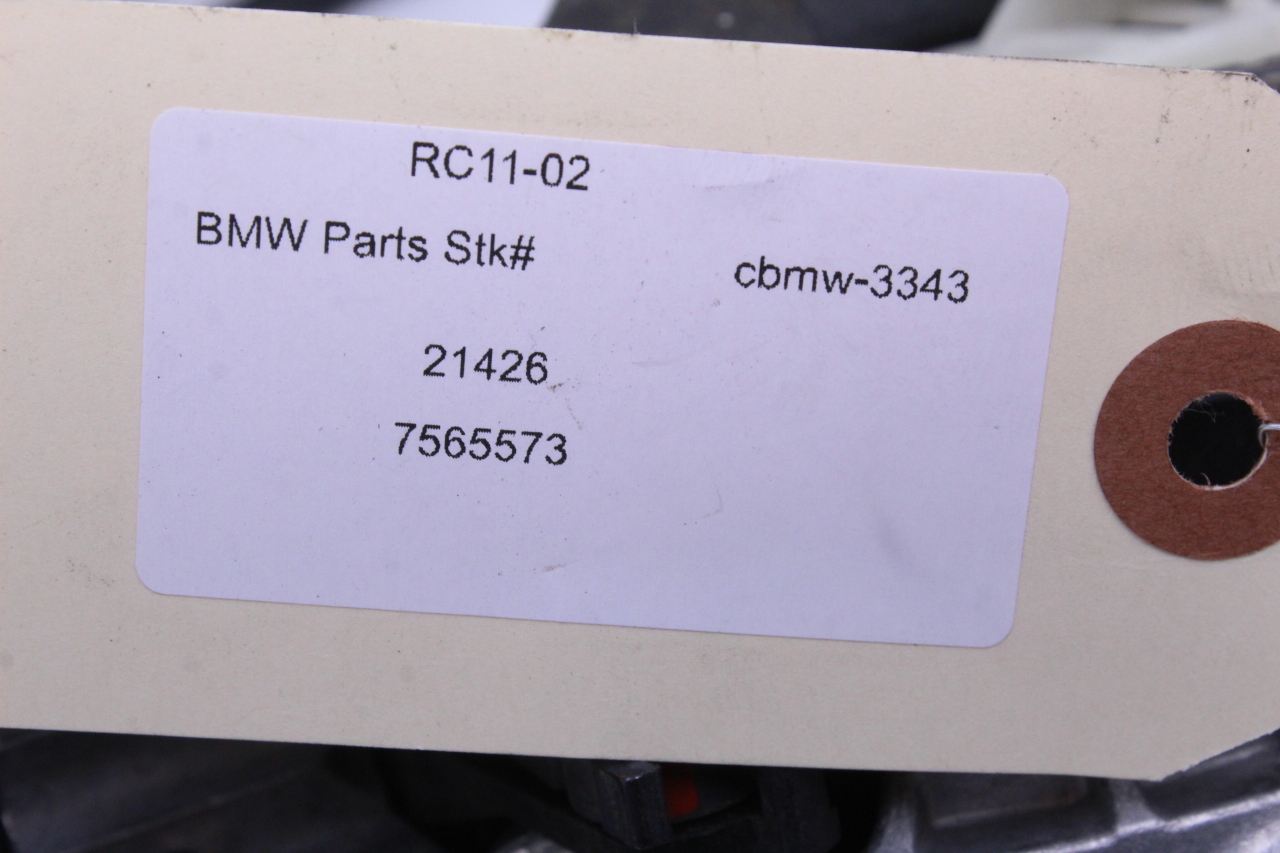 RC11-02
BMW Parts Stk# cbmw-3343
21426
7565573